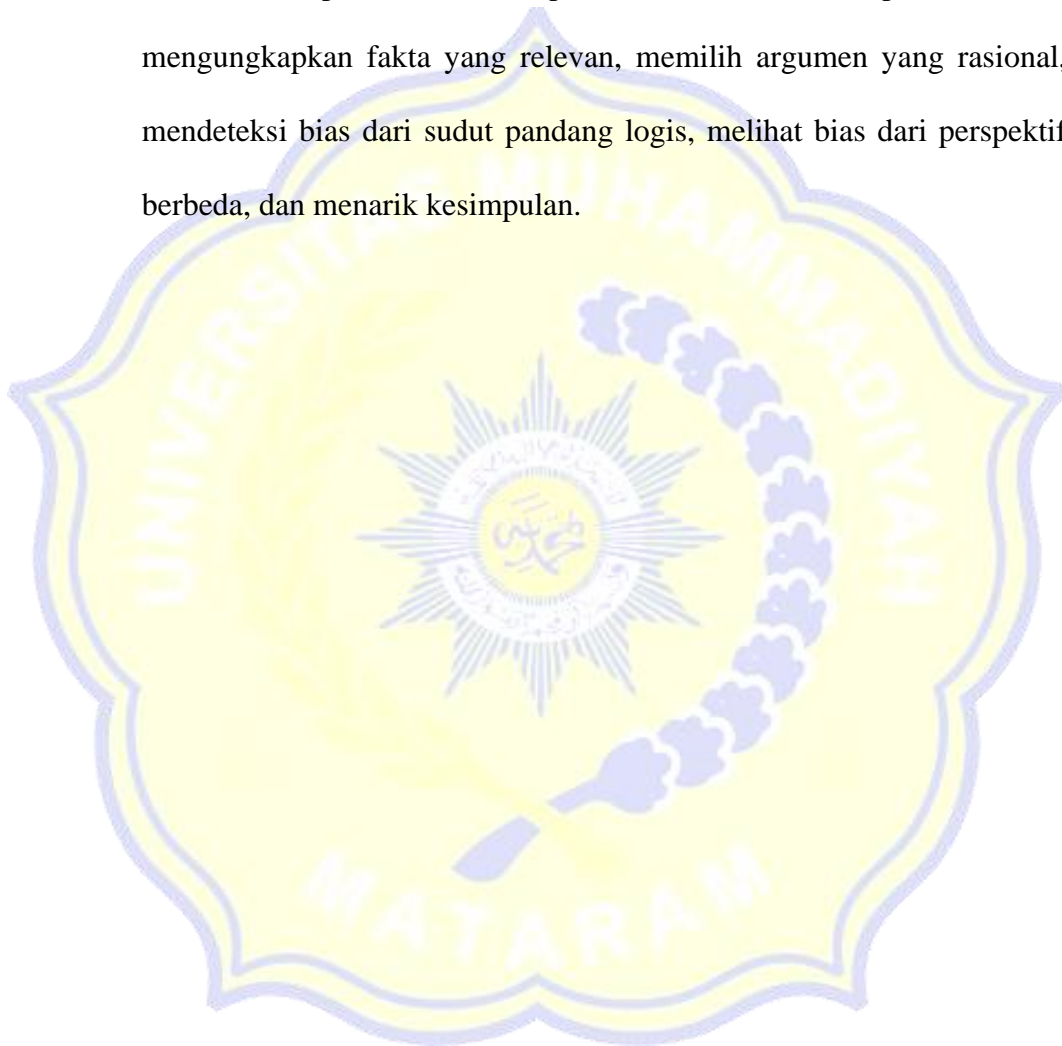 mengungkapkan fakta yang relevan, memilih argumen yang rasional,
mendeteksi bias dari sudut pandang logis, melihat bias dari perspektif
berbeda, dan menarik kesimpulan.
UNIVERSITAS MUHAMMADIYAH
MATARAM